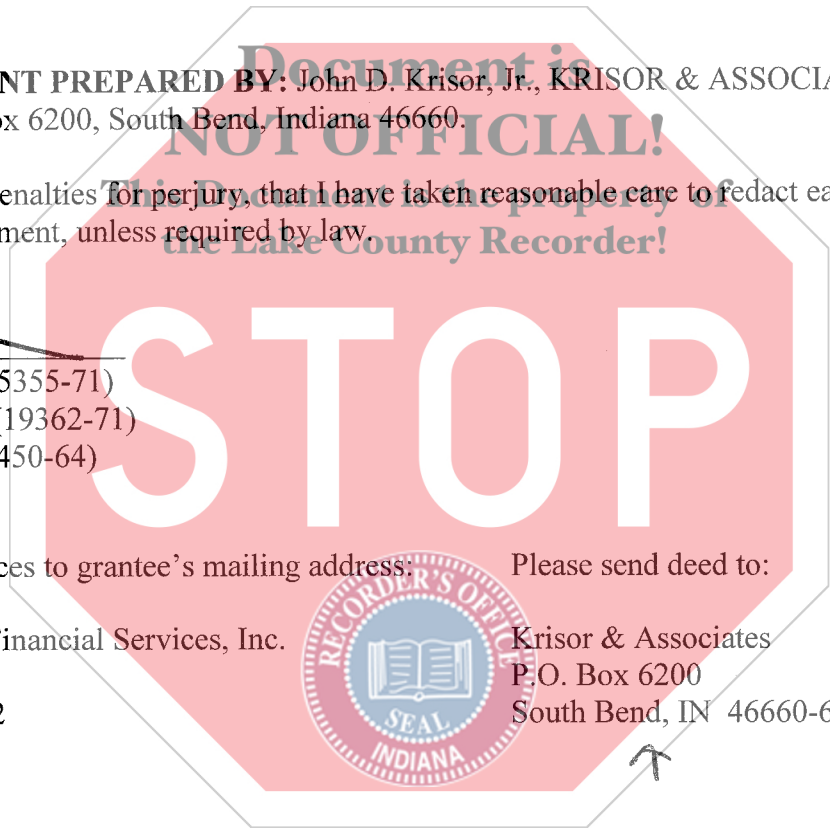 Document is
NT PREPARED BY: John D. Krisor, Jr., KRISOR & ASSOCIA
ox 6200, South Bend, Indiana 46660.
NOT OFFICIAL!
enalties for perjury, that I have taken reasonable care to redact ea
This Document is the property of
ment, unless required by law.
the Lake County Recorder!
STOP
5355-71)
(19362-71)
450-64)
ces to grantee's mailing address:
Please send deed to:
inancial Services, Inc.
Krisor & Associates
P.O. Box 6200
2
South Bend, IN 46660-6
RECORDER'S OFFICE
SEAL
INDIANA